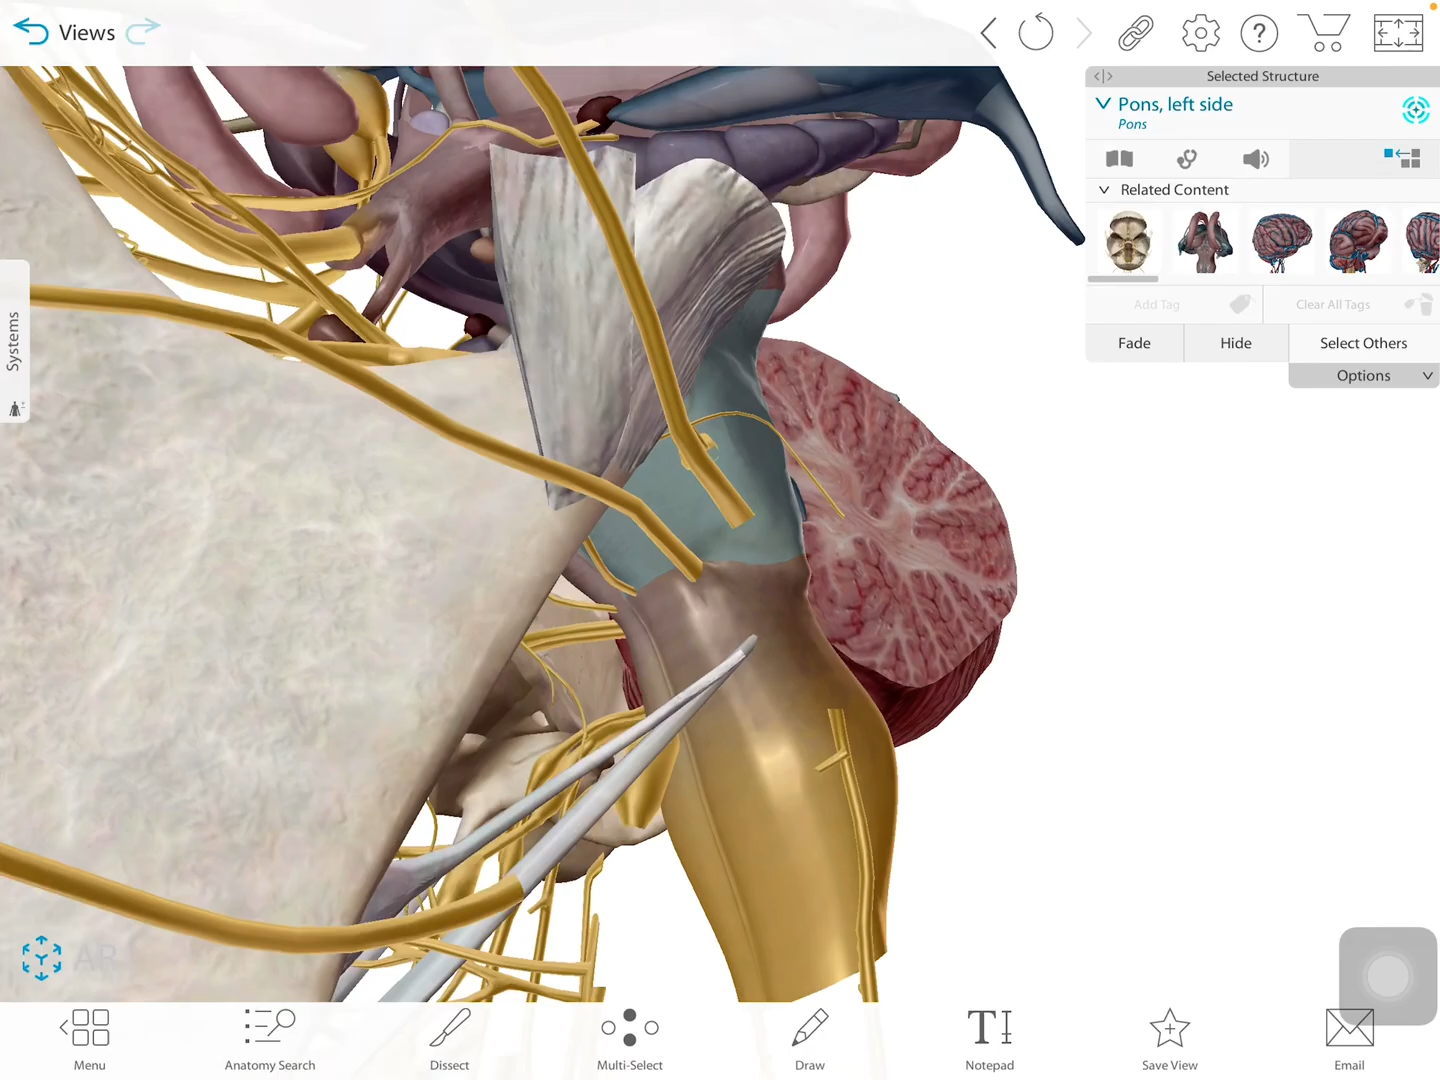 Views
Selected Structure
Pons, left side
Pons
Related Content
Add Tag
Clear All Tags
Fade
Hide
Select Others
Options
Systems
AR
Menu
Anatomy Search
Dissect
Multi-Select
Draw
Notepad
Save View
Email